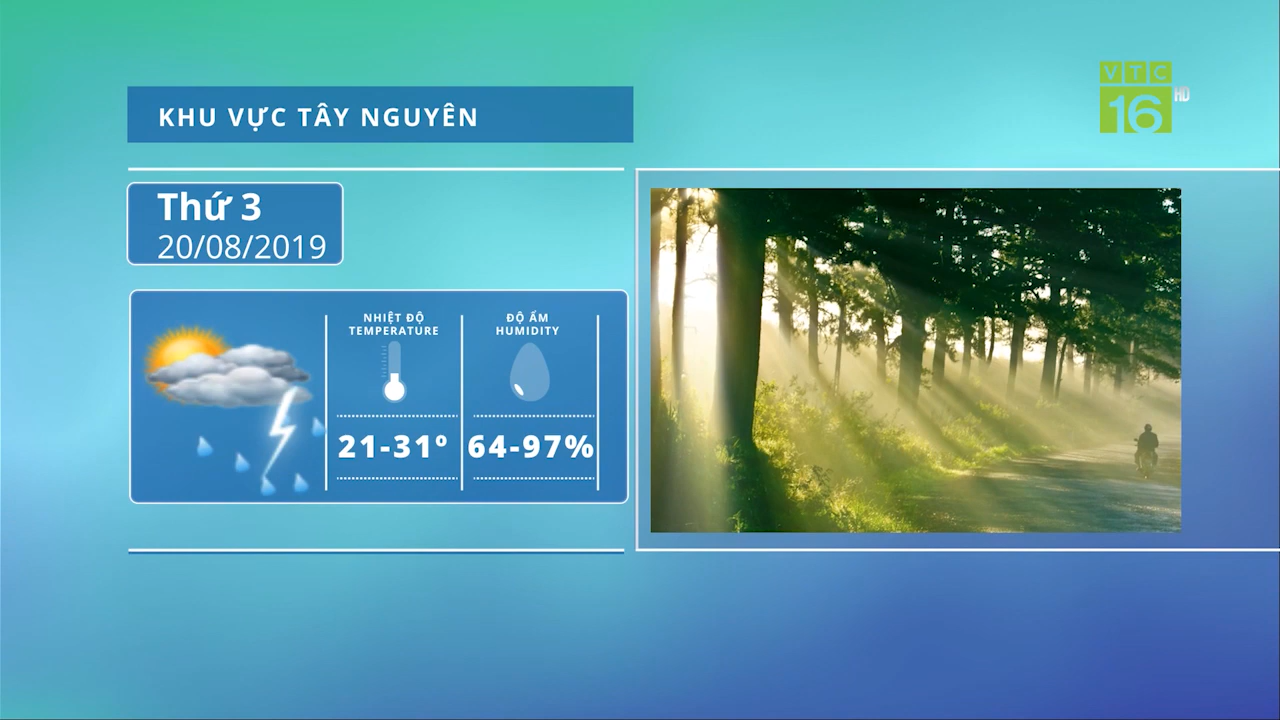 KHU VỰC TÂY NGUYÊN
VTC
16
HD
Thứ 3
20/08/2019
NHIỆT ĐỘ
TEMPERATURE
21-31º
ĐỘ ẨM
HUMIDITY
64-97%